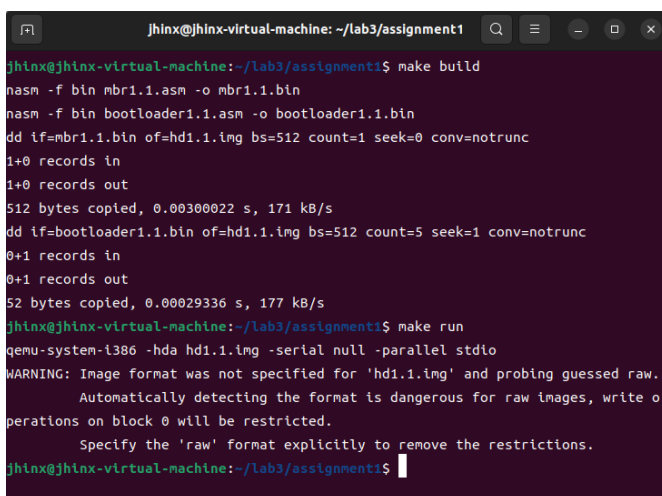 jhinx@jhinx-virtual-machine: ~/lab3/assignment1
jhinx@jhinx-virtual-machine:~/lab3/assignment1$ make build
nasm -f bin mbr1.1.asm -o mbr1.1.bin
nasm -f bin bootloader1.1.asm -o bootloader1.1.bin
dd if=mbr1.1.bin of=hd1.1.img bs=512 count=1 seek=0 conv=notrunc
1+0 records in
1+0 records out
512 bytes copied, 0.00300022 s, 171 kB/s
dd if=bootloader1.1.bin of=hd1.1.img bs=512 count=5 seek=1 conv=notrunc
0+1 records in
0+1 records out
52 bytes copied, 0.00029336 s, 177 kB/s
jhinx@jhinx-virtual-machine:~/lab3/assignment1$ make run
qemu-system-i386 -hda hd1.1.img -serial null -parallel stdio
WARNING: Image format was not specified for 'hd1.1.img' and probing guessed raw.
         Automatically detecting the format is dangerous for raw images, write o
perations on block 0 will be restricted.
         Specify the 'raw' format explicitly to remove the restrictions.
jhinx@jhinx-virtual-machine:~/lab3/assignment1$